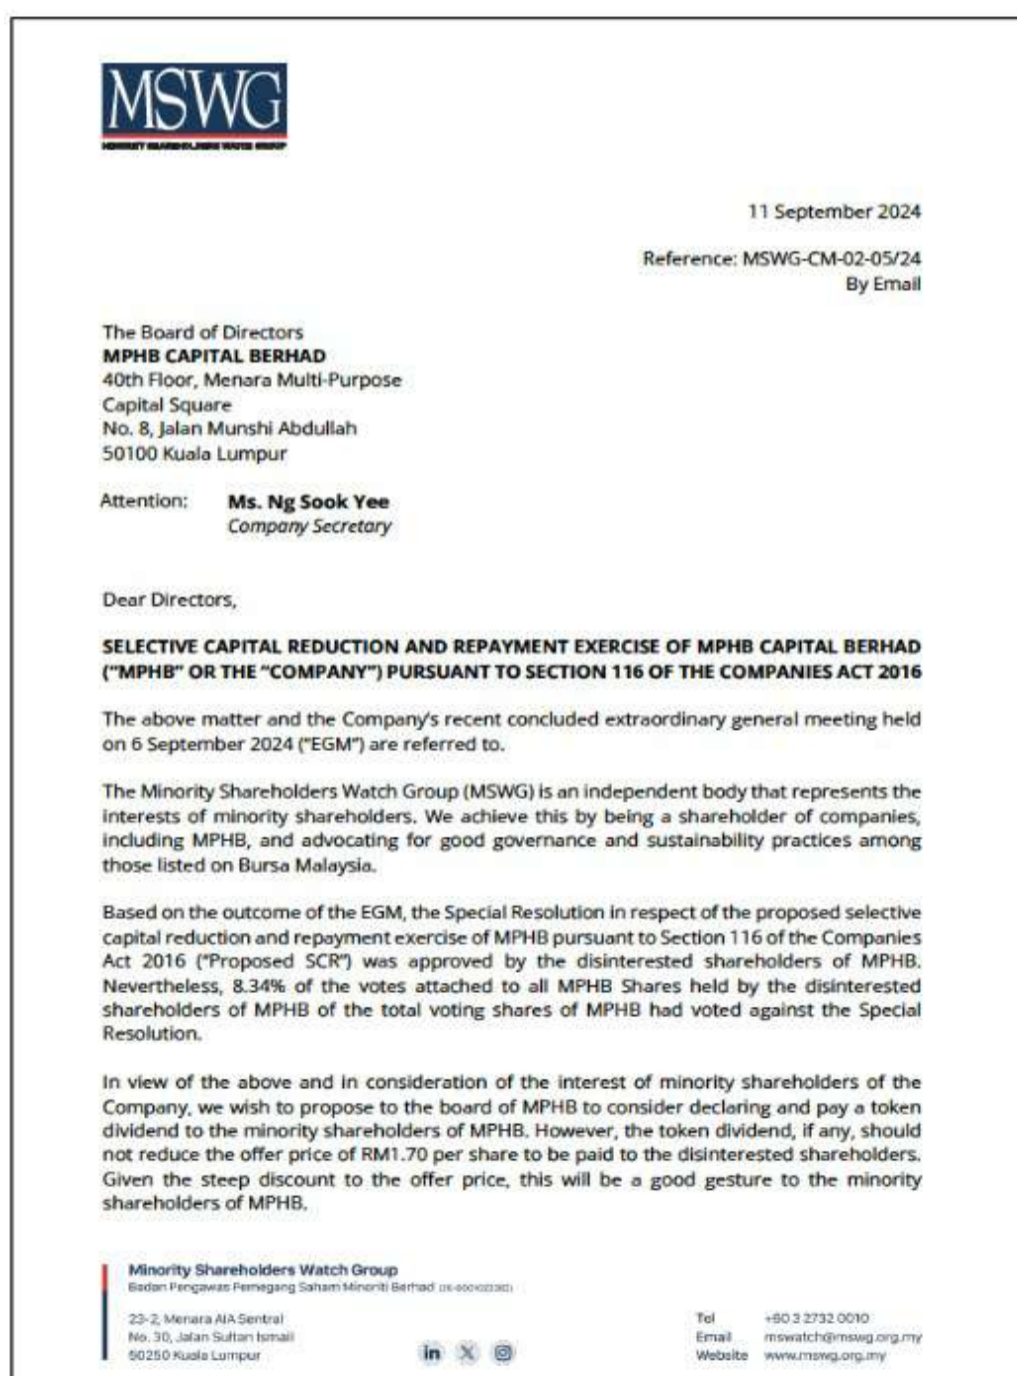 MSWG
MINORITY SHAREHOLDERS WATCH GROUP
11 September 2024
Reference: MSWG-CM-02-05/24
By Email
The Board of Directors
MPHB CAPITAL BERHAD
40th Floor, Menara Multi-Purpose
Capital Square
No. 8, Jalan Munshi Abdullah
50100 Kuala Lumpur
Attention: Ms. Ng Sook Yee
Company Secretary
Dear Directors,
SELECTIVE CAPITAL REDUCTION AND REPAYMENT EXERCISE OF MPHB CAPITAL BERHAD
("MPHB" OR THE "COMPANY") PURSUANT TO SECTION 116 OF THE COMPANIES ACT 2016
The above matter and the Company's recent concluded extraordinary general meeting held
on 6 September 2024 ("EGM") are referred to.
The Minority Shareholders Watch Group (MSWG) is an independent body that represents the
interests of minority shareholders. We achieve this by being a shareholder of companies,
including MPHB, and advocating for good governance and sustainability practices among
those listed on Bursa Malaysia.
Based on the outcome of the EGM, the Special Resolution in respect of the proposed selective
capital reduction and repayment exercise of MPHB pursuant to Section 116 of the Companies
Act 2016 ("Proposed SCR") was approved by the disinterested shareholders of MPHB.
Nevertheless, 8.34% of the votes attached to all MPHB Shares held by the disinterested
shareholders of MPHB of the total voting shares of MPHB had voted against the Special
Resolution.
In view of the above and in consideration of the interest of minority shareholders of the
Company, we wish to propose to the board of MPHB to consider declaring and pay a token
dividend to the minority shareholders of MPHB. However, the token dividend, if any, should
not reduce the offer price of RM1.70 per share to be paid to the disinterested shareholders.
Given the steep discount to the offer price, this will be a good gesture to the minority
shareholders of MPHB.
Minority Shareholders Watch Group
Badan Pengawas Pemegang Saham Minoriti Berhad
23-2, Menara AIA Sentral
No. 30, Jalan Sultan Ismail
50250 Kuala Lumpur
in X
Tel +60 3 2732 0010
Email mswatch@mswg.org.my
Website www.mswg.org.my